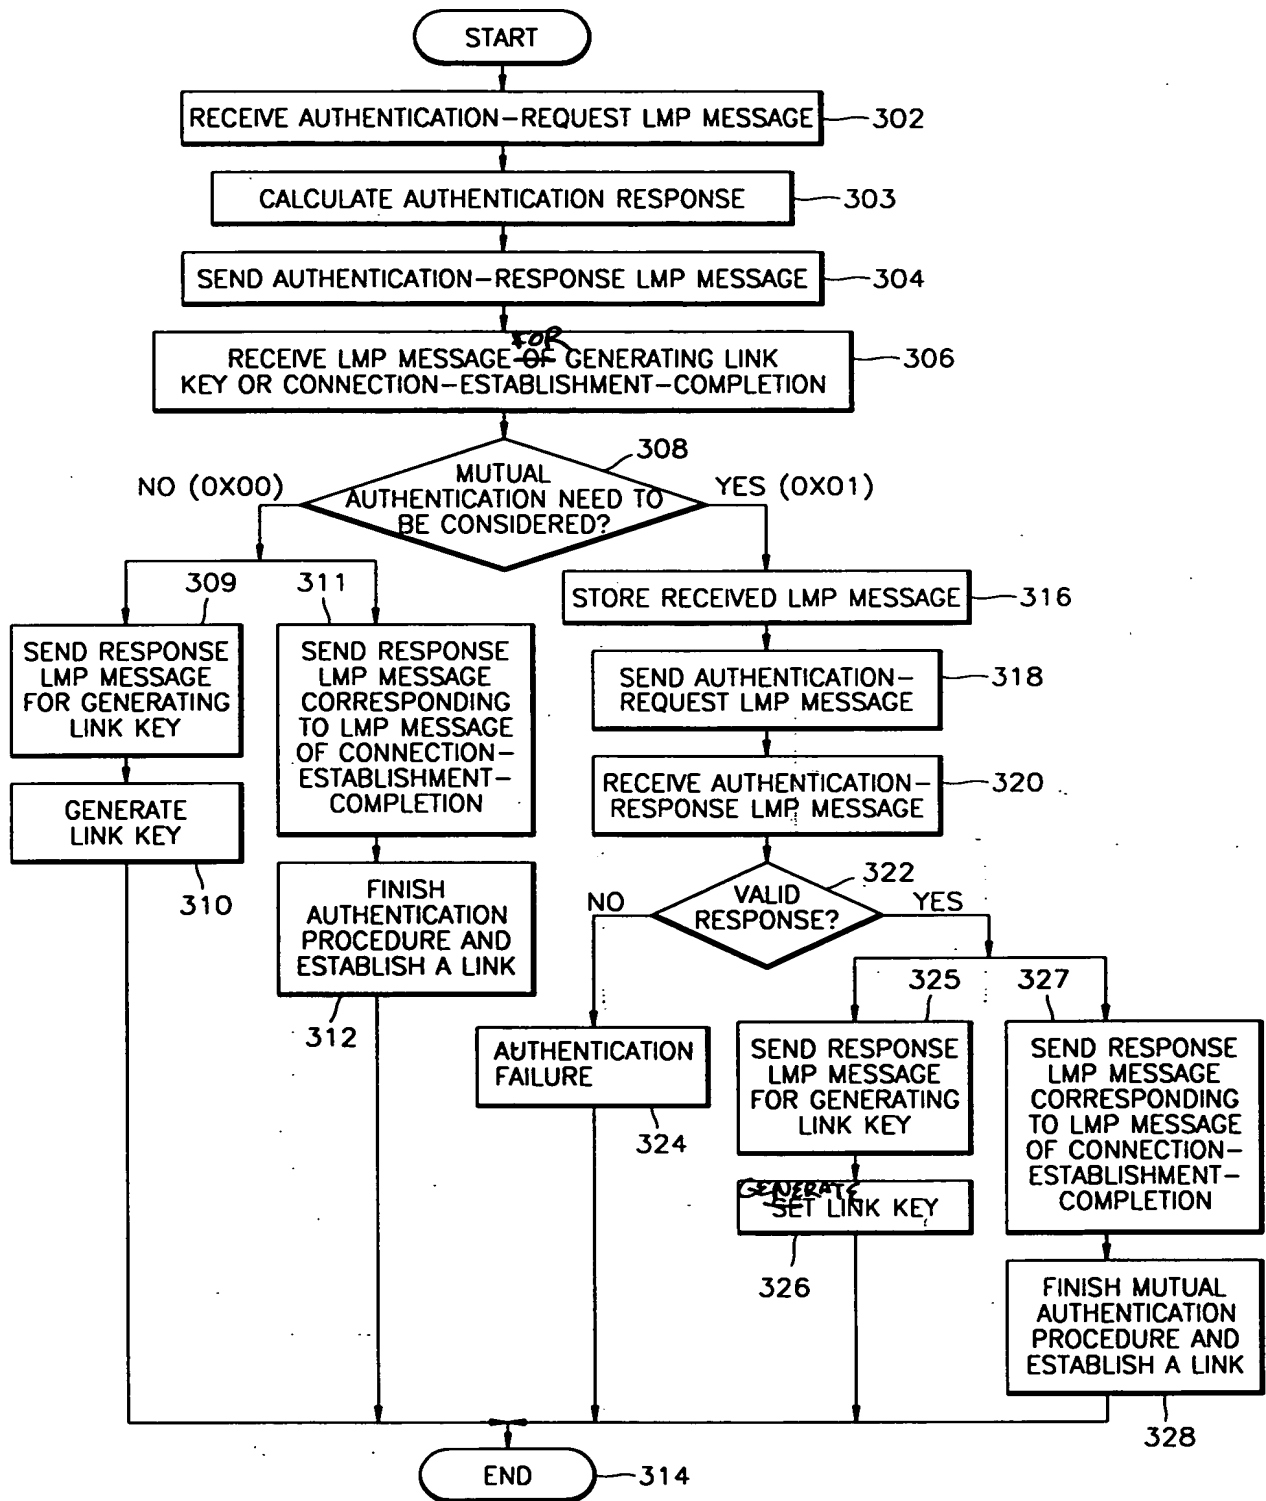 START
RECEIVE AUTHENTICATION-REQUEST LMP MESSAGE
302
CALCULATE AUTHENTICATION RESPONSE
303
SEND AUTHENTICATION-RESPONSE LMP MESSAGE
304
FOR
RECEIVE LMP MESSAGE OF GENERATING LINK
KEY OR CONNECTION-ESTABLISHMENT-COMPLETION
306
308
MUTUAL
AUTHENTICATION NEED TO
BE CONSIDERED?
NO (0X00)
YES (0X01)
309
SEND RESPONSE
LMP MESSAGE
FOR GENERATING
LINK KEY
GENERATE
LINK KEY
310
311
SEND RESPONSE
LMP MESSAGE
CORRESPONDING
TO LMP MESSAGE
OF CONNECTION-
ESTABLISHMENT-
COMPLETION
FINISH
AUTHENTICATION
PROCEDURE AND
ESTABLISH A LINK
312
STORE RECEIVED LMP MESSAGE
316
SEND AUTHENTICATION-
REQUEST LMP MESSAGE
318
RECEIVE AUTHENTICATION-
RESPONSE LMP MESSAGE
320
322
VALID
RESPONSE?
NO
YES
AUTHENTICATION
FAILURE
324
325
SEND RESPONSE
LMP MESSAGE
FOR GENERATING
LINK KEY
GENERATE
SET LINK KEY
326
327
SEND RESPONSE
LMP MESSAGE
CORRESPONDING
TO LMP MESSAGE
OF CONNECTION-
ESTABLISHMENT-
COMPLETION
FINISH MUTUAL
AUTHENTICATION
PROCEDURE AND
ESTABLISH A LINK
328
END
314